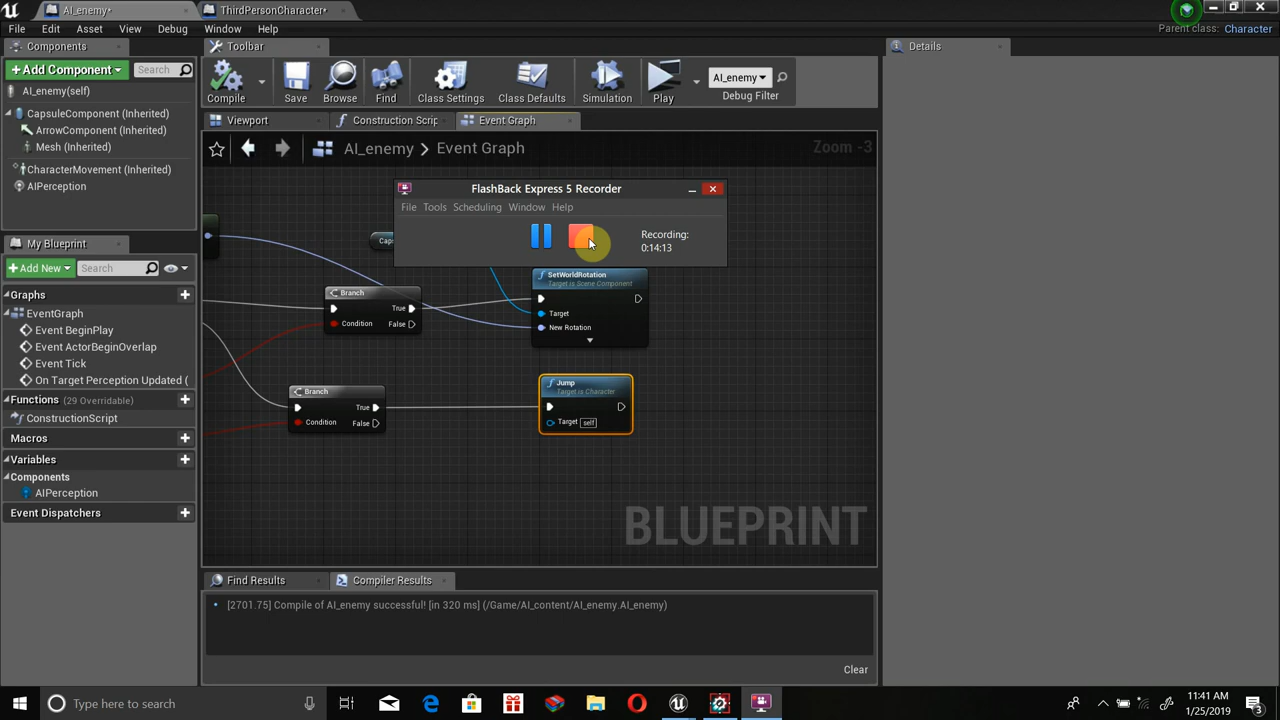 AI_enemy*
ThirdPersonCharacter*
File Edit Asset View Debug Window Help
Parent class: Character
Components
Toolbar
Details
+ Add Component
Search
AI_enemy(self)
CapsuleComponent (Inherited)
ArrowComponent (Inherited)
Mesh (Inherited)
CharacterMovement (Inherited)
AIPerception
Compile
Save
Browse
Find
Class Settings
Class Defaults
Simulation
Play
AI_enemy
Debug Filter
Viewport
Construction Scrip
Event Graph
AI_enemy > Event Graph
Zoom -3
FlashBack Express 5 Recorder
File Tools Scheduling Window Help
Recording:
0:14:13
Caps
SetWorldRotation
Target is Scene Component
Target
New Rotation
Branch
True
Condition
False
Branch
True
Condition
False
Jump
Target is Character
Target self
BLUEPRINT
My Blueprint
+ Add New
Search
Graphs
EventGraph
Event BeginPlay
Event ActorBeginOverlap
Event Tick
On Target Perception Updated (
Functions (29 Overridable)
ConstructionScript
Macros
Variables
Components
AIPerception
Event Dispatchers
Find Results
Compiler Results
[2701.75] Compile of AI_enemy successful! [in 320 ms] (/Game/AI_content/AI_enemy.AI_enemy)
Clear
Type here to search
11:41 AM
1/25/2019
3